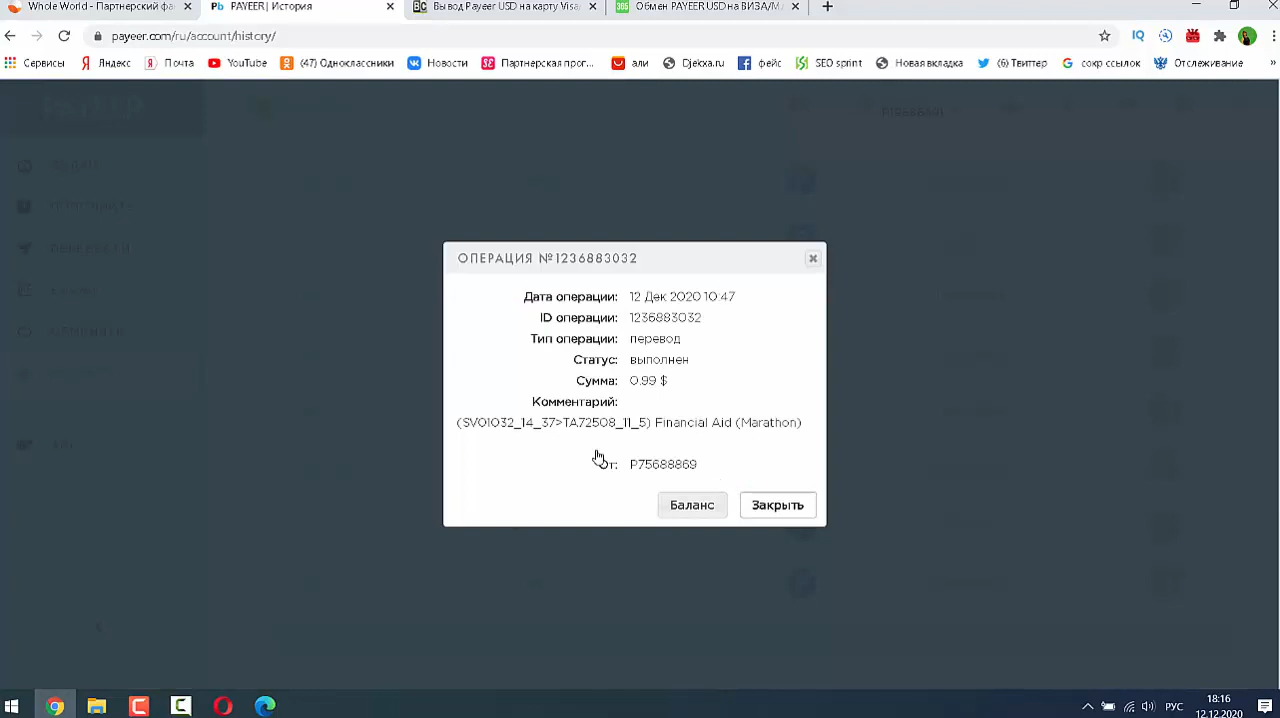 Whole World - Партнерский фа
PAYEER | История
Вывод Payeer USD на карту Visa/
Обмен PAYEER USD на ВИЗА/МА
payeer.com/ru/account/history/
Сервисы
Яндекс
Почта
YouTube
(47) Одноклассники
Новости
Партнерская прог...
али
Djekxa.ru
фейс
SEO sprint
Новая вкладка
(6) Твиттер
сокр ссылок
Отслеживание
ОПЕРАЦИЯ №1236883032
Дата операции: 12 Дек 2020 10:47
ID операции: 1236883032
Тип операции: перевод
Статус: выполнен
Сумма: 0.99 $
Комментарий:
(SV01032_14_37>TA72508_11_5) Financial Aid (Marathon)
От: P75688869
Баланс
Закрыть
РУС
18:16
12.12.2020